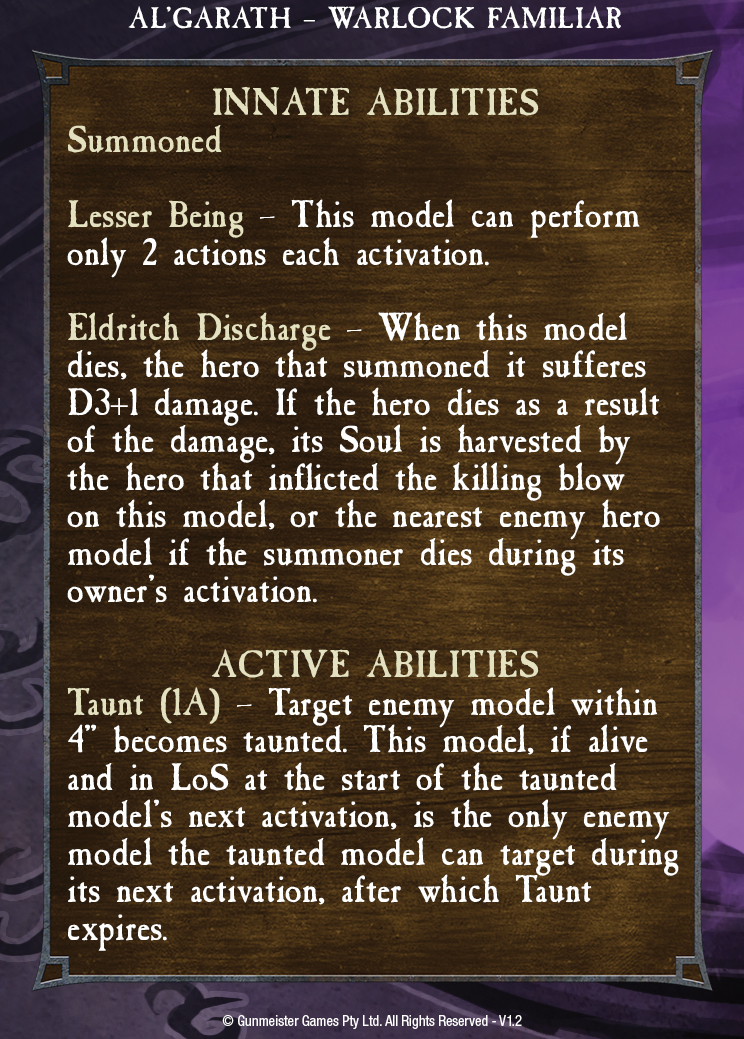 AL'GARATH – WARLOCK FAMILIAR
INNATE ABILITIES
Summoned
Lesser Being – This model can perform
only 2 actions each activation.
Eldritch Discharge – When this model
dies, the hero that summoned it sufferes
D3+1 damage. If the hero dies as a result
of the damage, its Soul is harvested by
the hero that inflicted the killing blow
on this model, or the nearest enemy hero
model if the summoner dies during its
owner's activation.
ACTIVE ABILITIES
Taunt (1A) – Target enemy model within
4" becomes taunted. This model, if alive
and in LoS at the start of the taunted
model's next activation, is the only enemy
model the taunted model can target during
its next activation, after which Taunt
expires.
© Gunmeister Games Pty Ltd. All Rights Reserved - V1.2